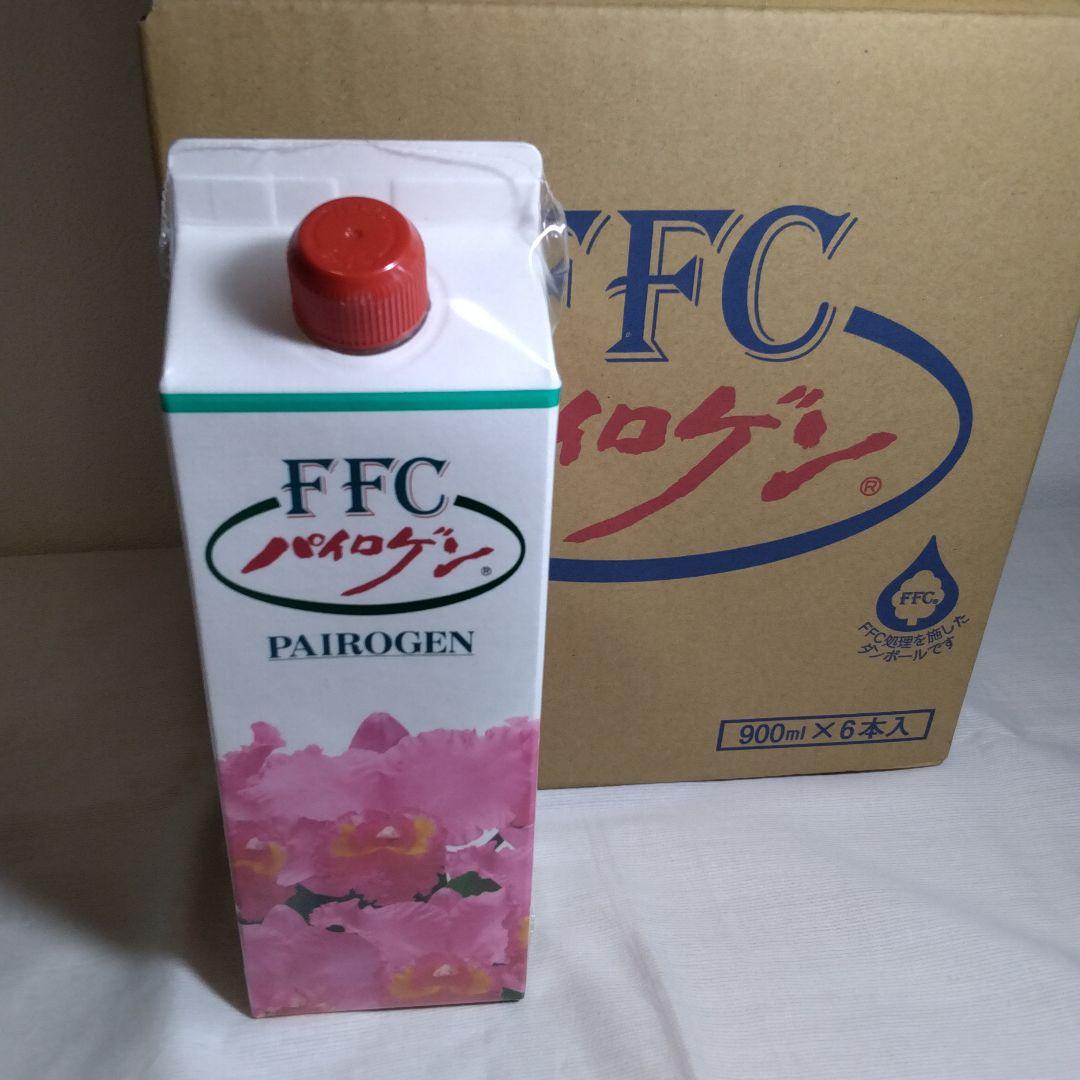 FFC
パイロゲン®
PAIROGEN
FFC
イロゲン®
FFC®
FFC処理を施した
ダンボールです
900ml×6本入